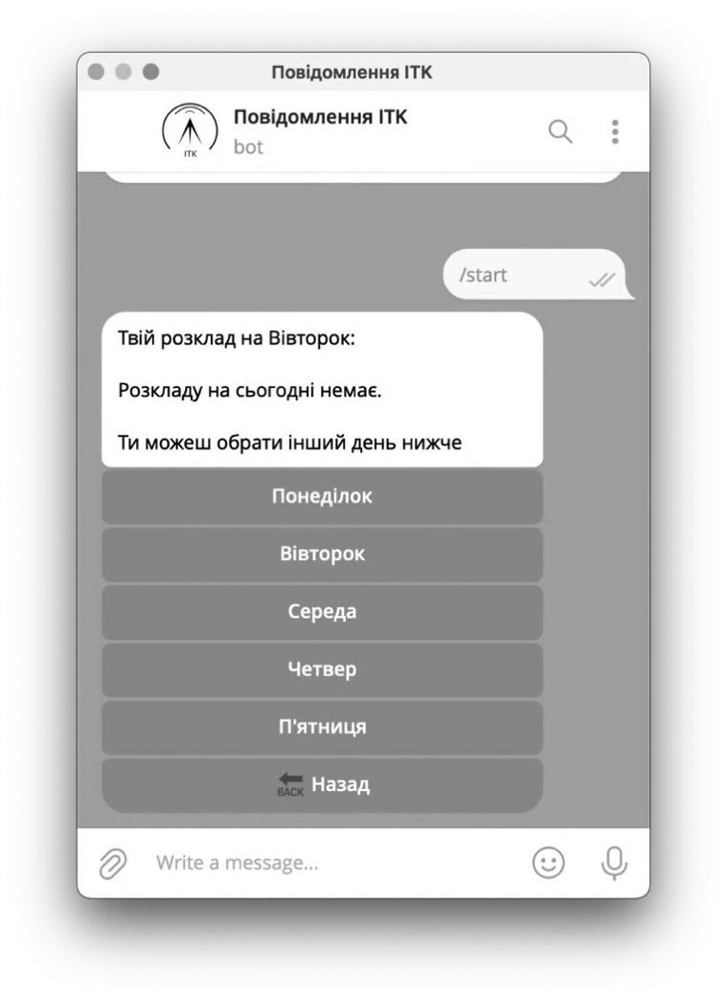 Повідомлення ІТК
Повідомлення ІТК
bot
ІТК
/start
Твій розклад на Вівторок:
Розкладу на сьогодні немає.
Ти можеш обрати інший день нижче
Понеділок
Вівторок
Середа
Четвер
П'ятниця
BACK Назад
Write a message...